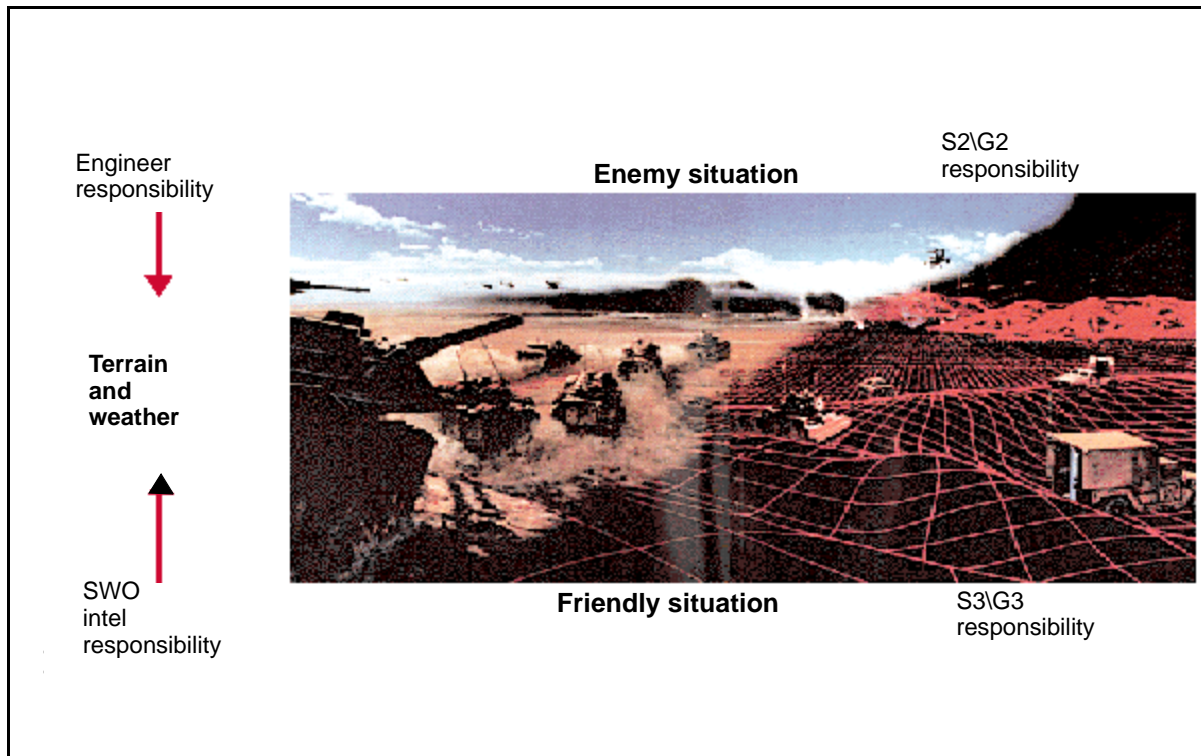 Engineer
responsibility
Enemy situation
S2\G2
responsibility
Terrain
and
weather
SWO
intel
responsibility
Friendly situation
S3\G3
responsibility